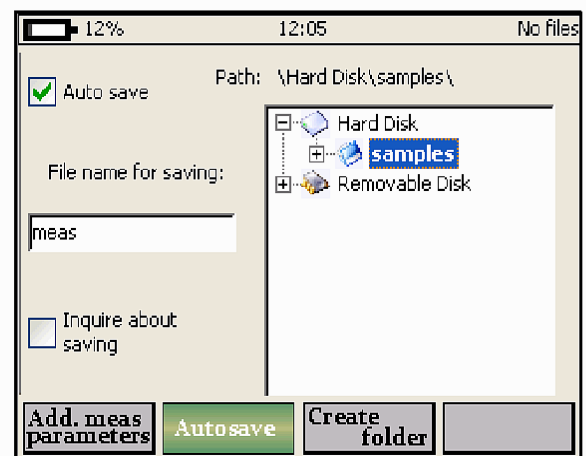 12% 12:05 No files
Auto save
Path: \Hard Disk\samples\
Hard Disk
samples
Removable Disk
File name for saving:
meas
Inquire about
saving
Add. meas
parameters
Autosave
Create
folder